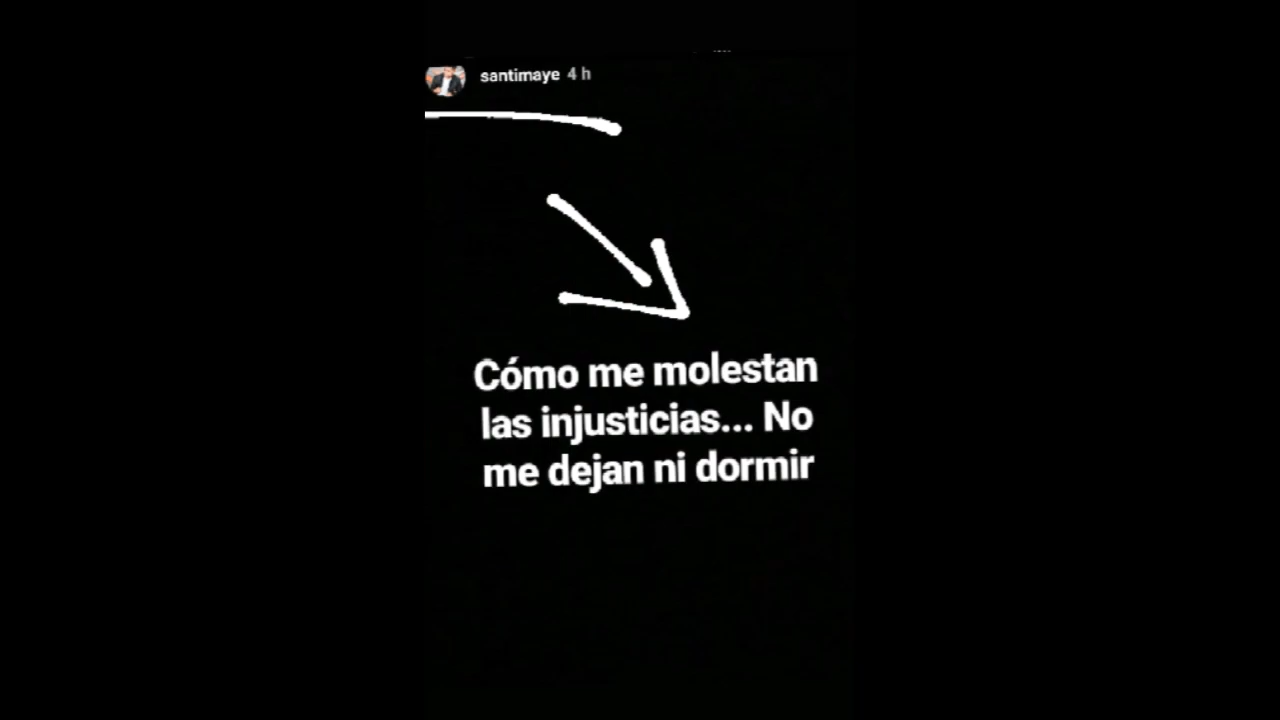 santimaye 4 h
Cómo me molestan
las injusticias... No
me dejan ni dormir